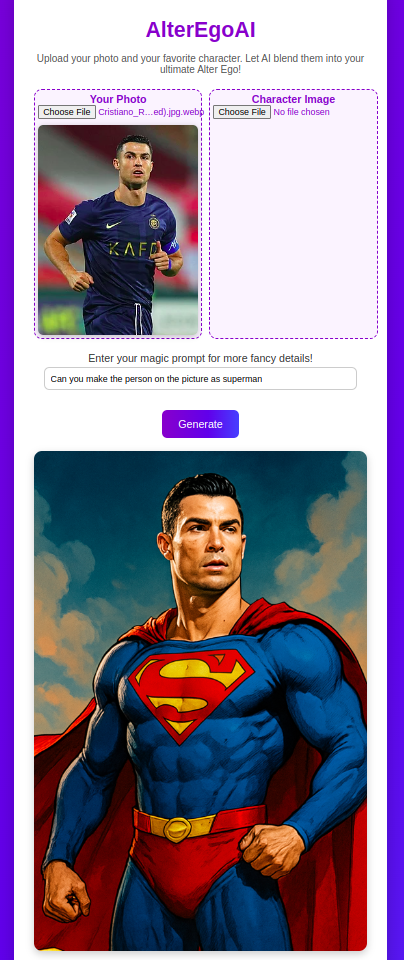 AlterEgoAI
Upload your photo and your favorite character. Let AI blend them into your
ultimate Alter Ego!
Your Photo
Choose File Cristiano_R…ed).jpg.webp
KAFD
Character Image
Choose File No file chosen
Enter your magic prompt for more fancy details!
Can you make the person on the picture as superman
Generate
S